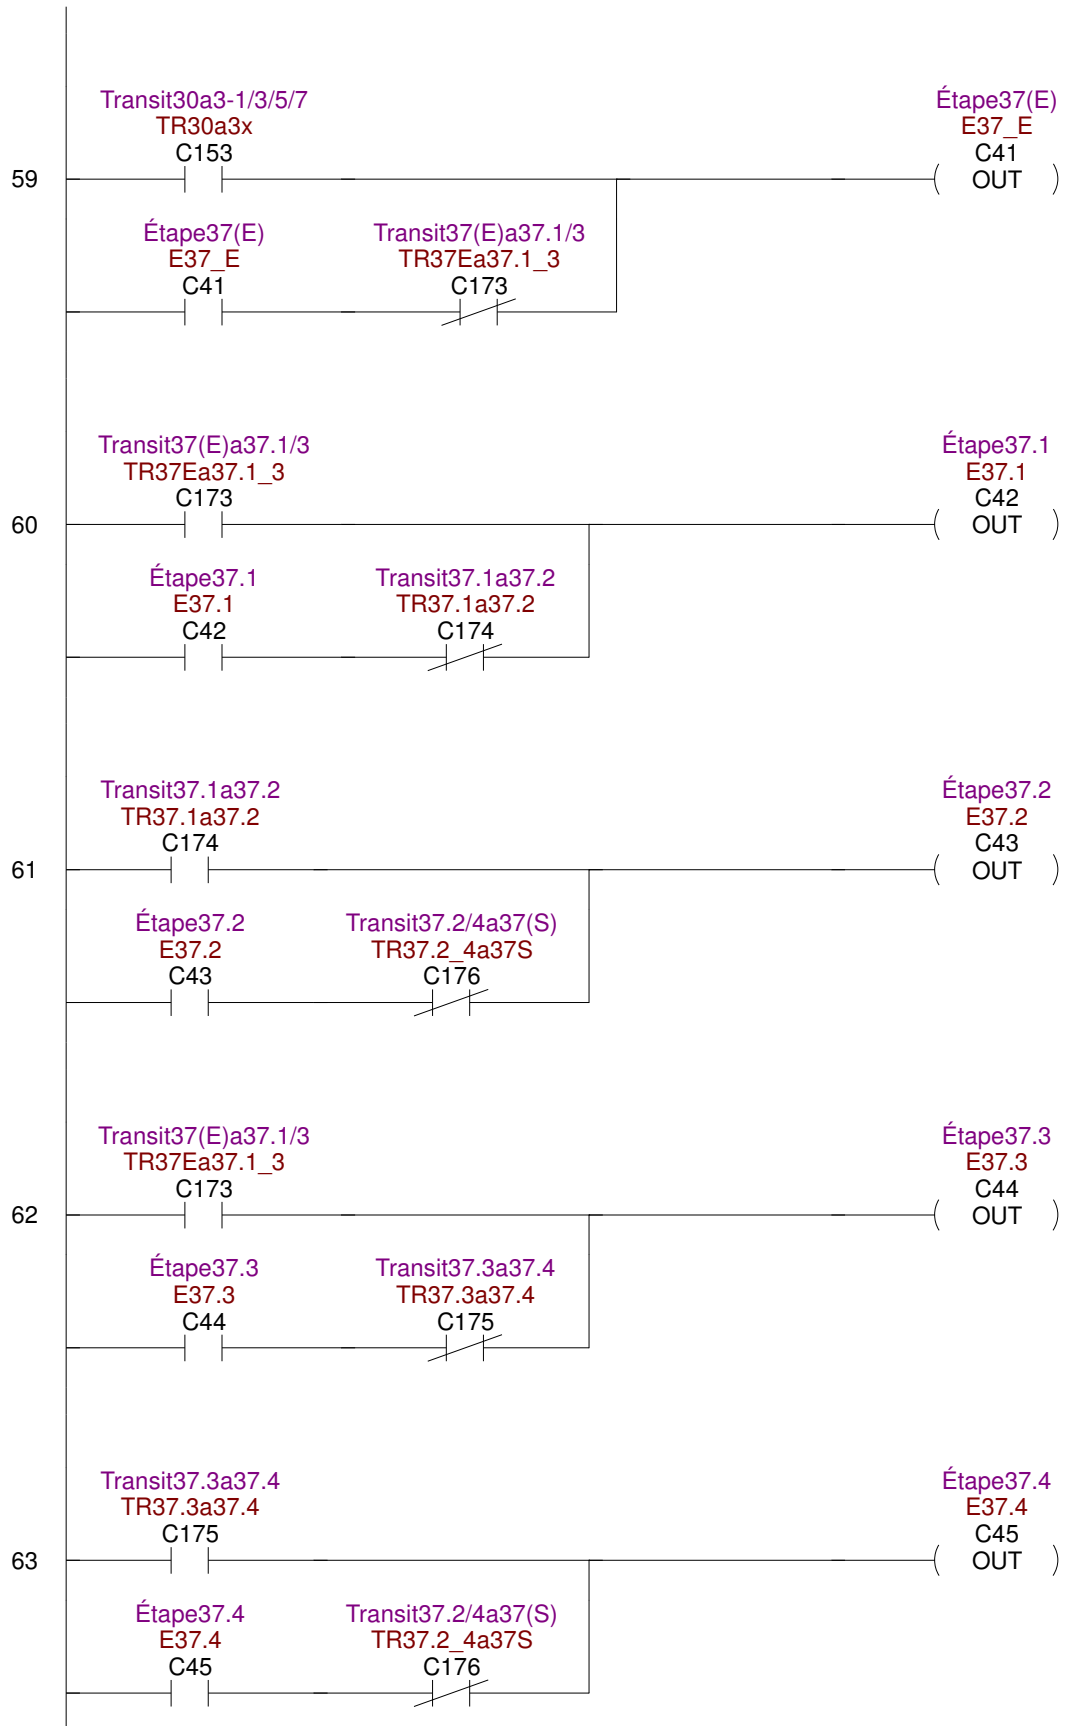 Transit30a3-1/3/5/7
TR30a3x
C153
Étape37(E)
E37_E
C41
59
( OUT )
Étape37(E)
E37_E
C41
Transit37(E)a37.1/3
TR37Ea37.1_3
C173
Transit37(E)a37.1/3
TR37Ea37.1_3
C173
Étape37.1
E37.1
C42
60
( OUT )
Étape37.1
E37.1
C42
Transit37.1a37.2
TR37.1a37.2
C174
Transit37.1a37.2
TR37.1a37.2
C174
Étape37.2
E37.2
C43
61
( OUT )
Étape37.2
E37.2
C43
Transit37.2/4a37(S)
TR37.2_4a37S
C176
Transit37(E)a37.1/3
TR37Ea37.1_3
C173
Étape37.3
E37.3
C44
62
( OUT )
Étape37.3
E37.3
C44
Transit37.3a37.4
TR37.3a37.4
C175
Transit37.3a37.4
TR37.3a37.4
C175
Étape37.4
E37.4
C45
63
( OUT )
Étape37.4
E37.4
C45
Transit37.2/4a37(S)
TR37.2_4a37S
C176